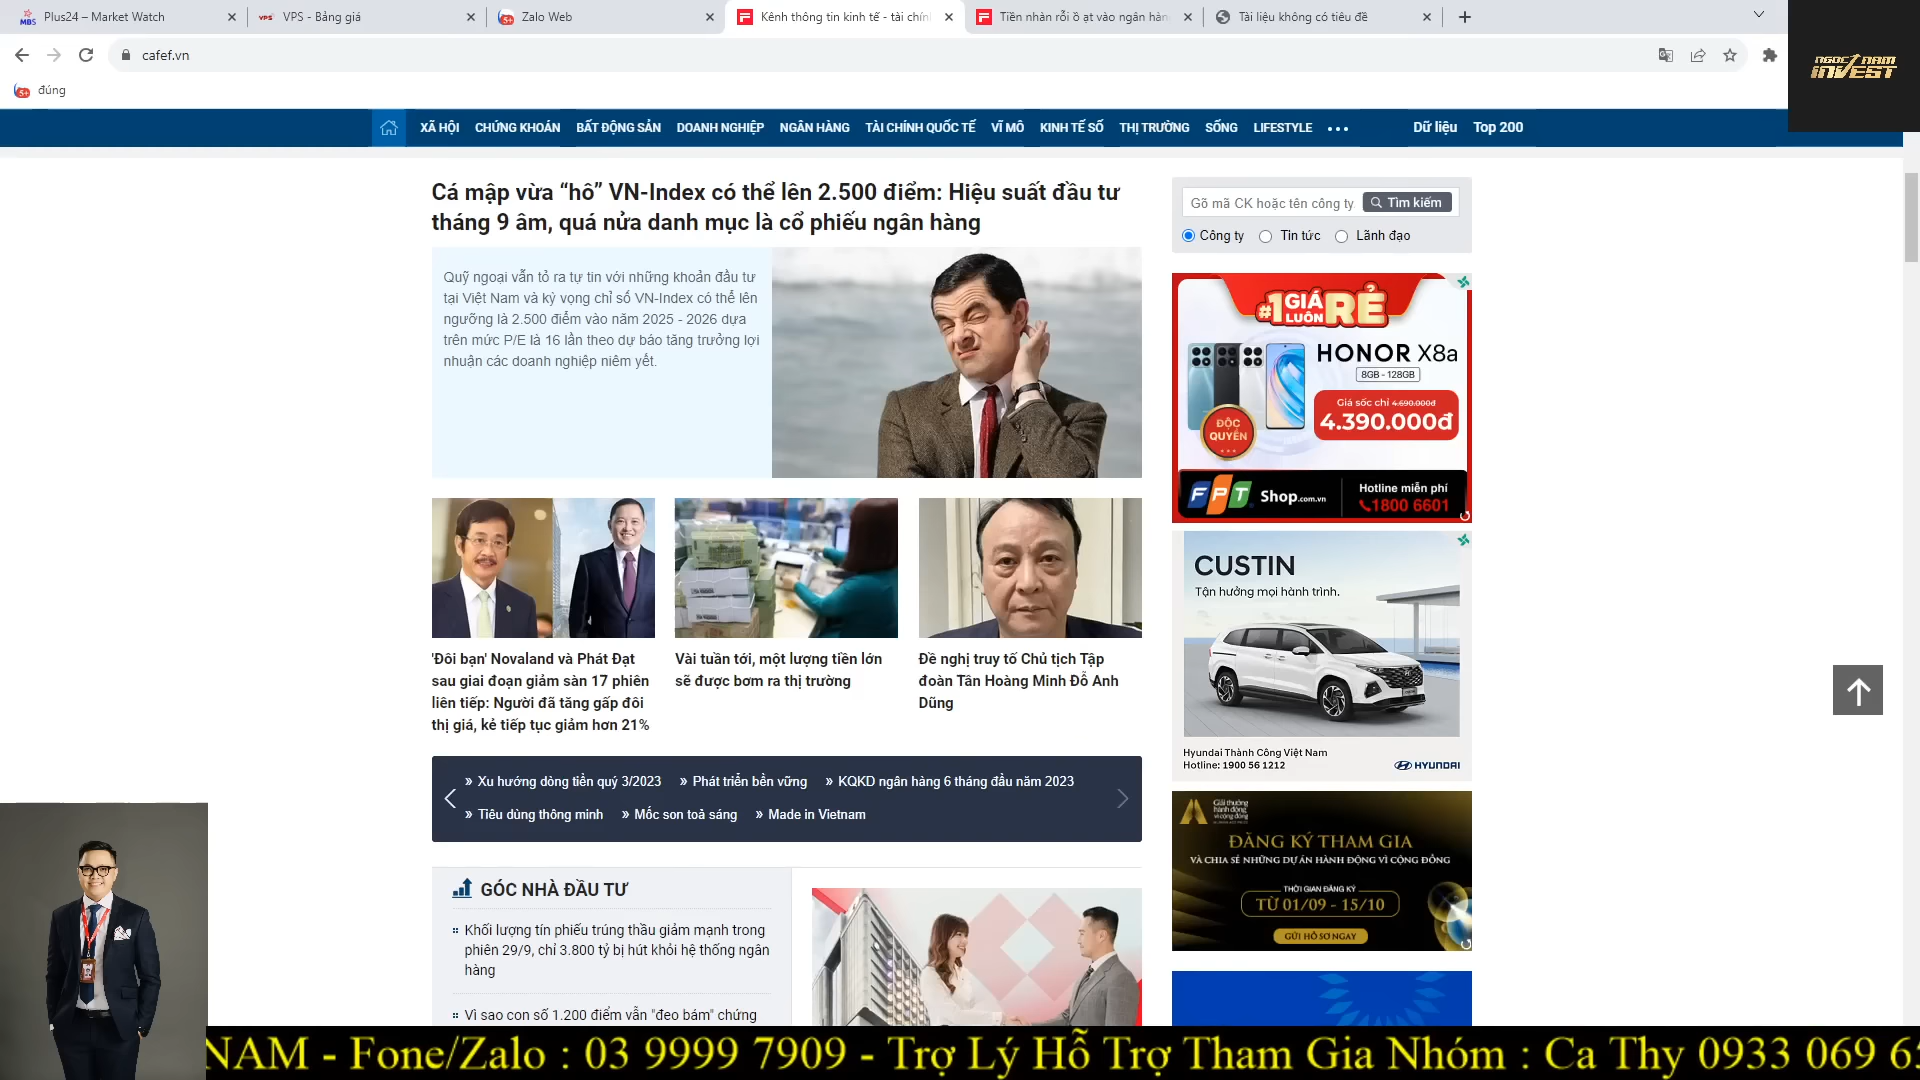 MBS Plus24 – Market Watch
VPS VPS - Bảng giá
5+ Zalo Web
Kênh thông tin kinh tế - tài chín
Tiền nhàn rỗi ồ ạt vào ngân hàn
Tài liệu không có tiêu đề
cafef.vn
NGOC NAM
INVEST
5+ đúng
XÃ HỘI CHỨNG KHOÁN BẤT ĐỘNG SẢN DOANH NGHIỆP NGÂN HÀNG TÀI CHÍNH QUỐC TẾ VĨ MÔ KINH TẾ SỐ THỊ TRƯỜNG SỐNG LIFESTYLE Dữ liệu Top 200
Cá mập vừa “hô” VN-Index có thể lên 2.500 điểm: Hiệu suất đầu tư
tháng 9 âm, quá nửa danh mục là cổ phiếu ngân hàng
Quỹ ngoại vẫn tỏ ra tự tin với những khoản đầu tư
tại Việt Nam và kỳ vọng chỉ số VN-Index có thể lên
ngưỡng là 2.500 điểm vào năm 2025 - 2026 dựa
trên mức P/E là 16 lần theo dự báo tăng trưởng lợi
nhuận các doanh nghiệp niêm yết.
'Đôi bạn' Novaland và Phát Đạt
sau giai đoạn giảm sàn 17 phiên
liên tiếp: Người đã tăng gấp đôi
thị giá, kẻ tiếp tục giảm hơn 21%
Vài tuần tới, một lượng tiền lớn
sẽ được bơm ra thị trường
Đề nghị truy tố Chủ tịch Tập
đoàn Tân Hoàng Minh Đỗ Anh
Dũng
» Xu hướng dòng tiền quý 3/2023 » Phát triển bền vững » KQKD ngân hàng 6 tháng đầu năm 2023
» Tiêu dùng thông minh » Mốc son toả sáng » Made in Vietnam
GÓC NHÀ ĐẦU TƯ
Khối lượng tín phiếu trúng thầu giảm mạnh trong
phiên 29/9, chỉ 3.800 tỷ bị hút khỏi hệ thống ngân
hàng
Vì sao con số 1.200 điểm vẫn "đeo bám" chứng
Gõ mã CK hoặc tên công ty Tìm kiếm
Công ty Tin tức Lãnh đạo
#1 GIÁ
LUÔN RẺ
HONOR X8a
8GB - 128GB
Giá sốc chỉ 4.690.000đ
4.390.000đ
ĐỘC
QUYỀN
FPT Shop.com.vn
Hotline miễn phí
1800 6601
CUSTIN
Tận hưởng mọi hành trình.
Hyundai Thành Công Việt Nam
Hotline: 1900 56 1212
HYUNDAI
Giải thưởng
hành động
vì cộng đồng
ĐĂNG KÝ THAM GIA
VÀ CHIA SẺ NHỮNG DỰ ÁN HÀNH ĐỘNG VÌ CỘNG ĐỒNG
THỜI GIAN ĐĂNG KÝ
TỪ 01/09 - 15/10
GỬI HỒ SƠ NGAY
NAM - Fone/Zalo : 03 9999 7909 - Trợ Lý Hỗ Trợ Tham Gia Nhóm : Ca Thy 0933 069 6